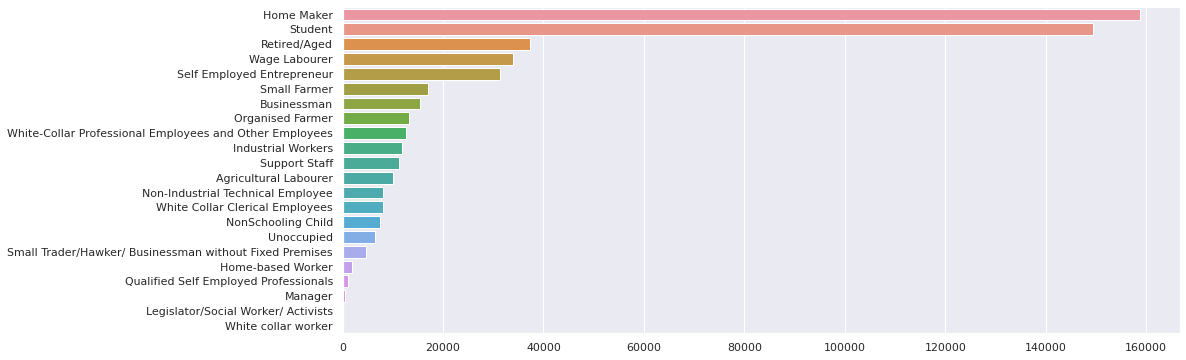 Home Maker
Student
Retired/Aged
Wage Labourer
Self Employed Entrepreneur
Small Farmer
Businessman
Organised Farmer
White-Collar Professional Employees and Other Employees
Industrial Workers
Support Staff
Agricultural Labourer
Non-Industrial Technical Employee
White Collar Clerical Employees
NonSchooling Child
Unoccupied
Small Trader/Hawker/ Businessman without Fixed Premises
Home-based Worker
Qualified Self Employed Professionals
Manager
Legislator/Social Worker/ Activists
White collar worker
0 20000 40000 60000 80000 100000 120000 140000 160000